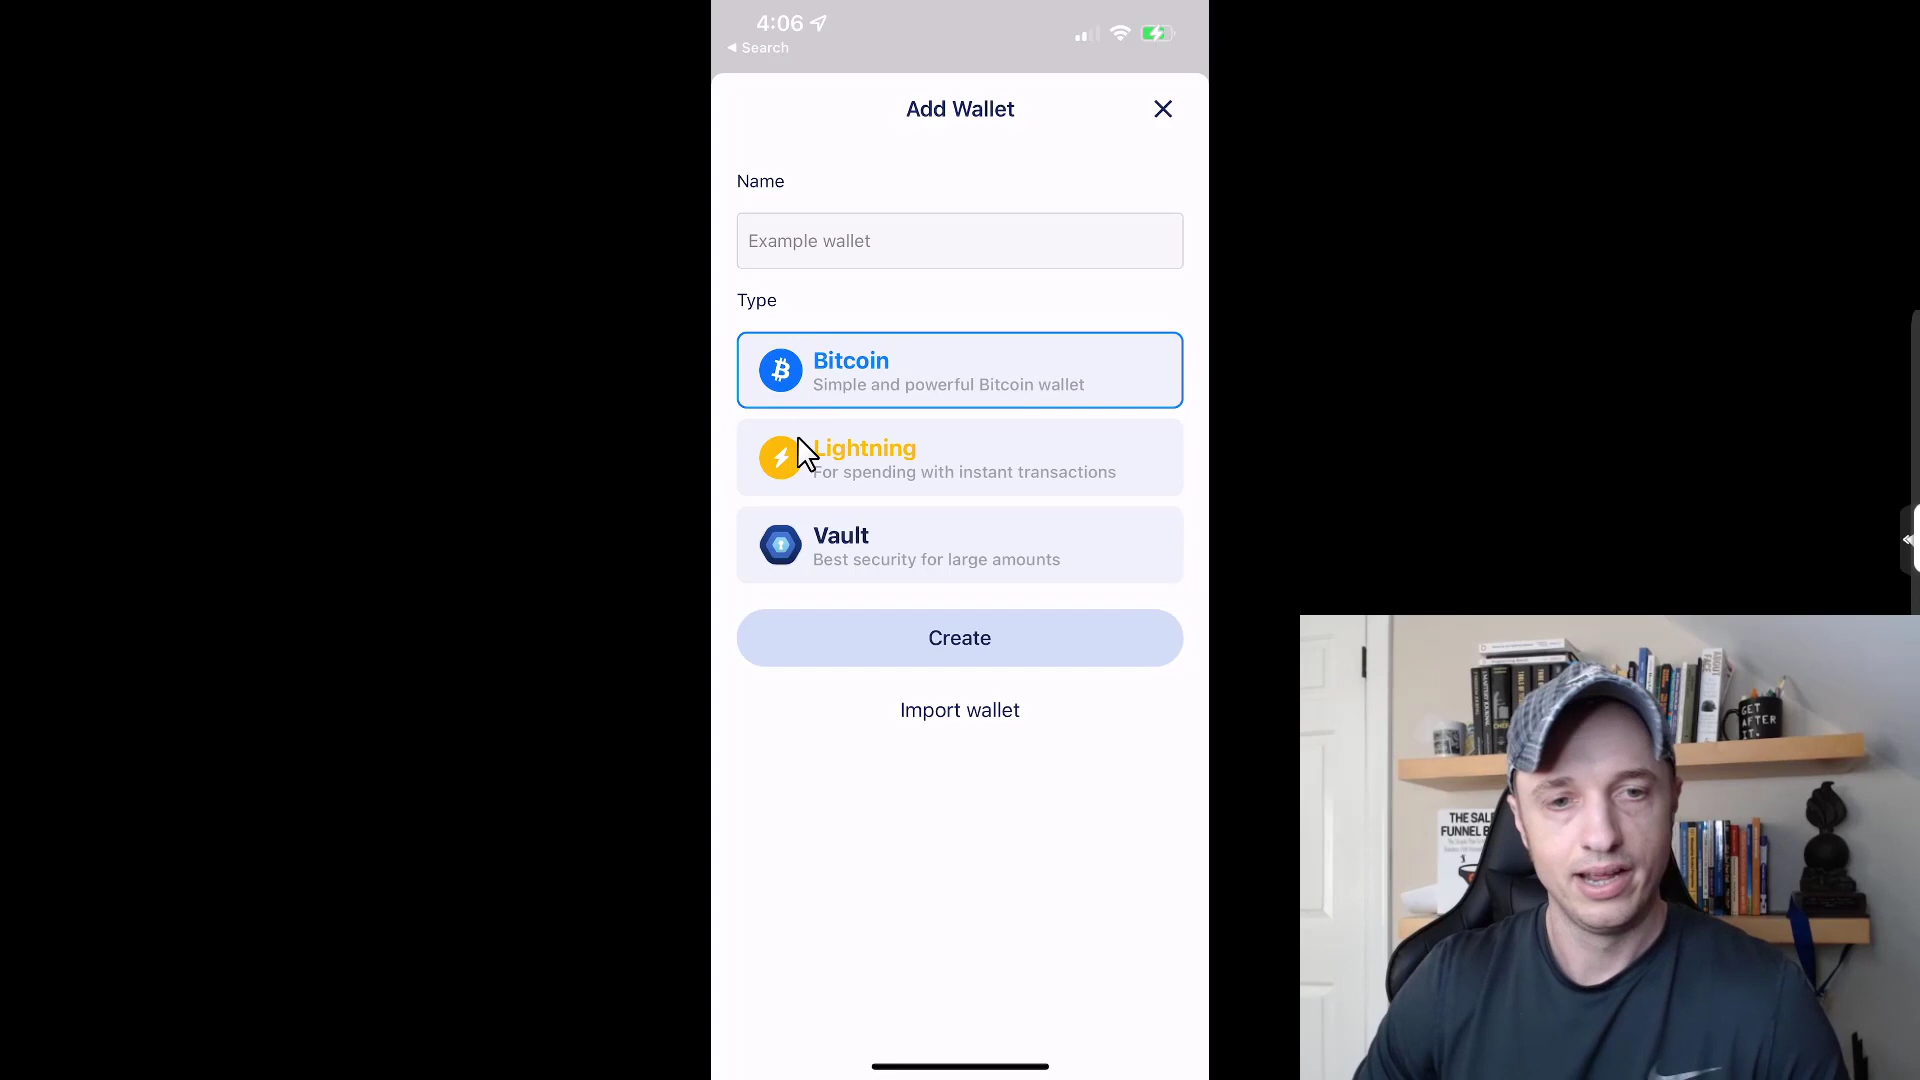 4:06
Search
Add Wallet
Name
Example wallet
Type
Bitcoin
Simple and powerful Bitcoin wallet
Lightning
For spending with instant transactions
Vault
Best security for large amounts
Create
Import wallet
GET
AFTER
IT.
THE SAL
FUNNEL B